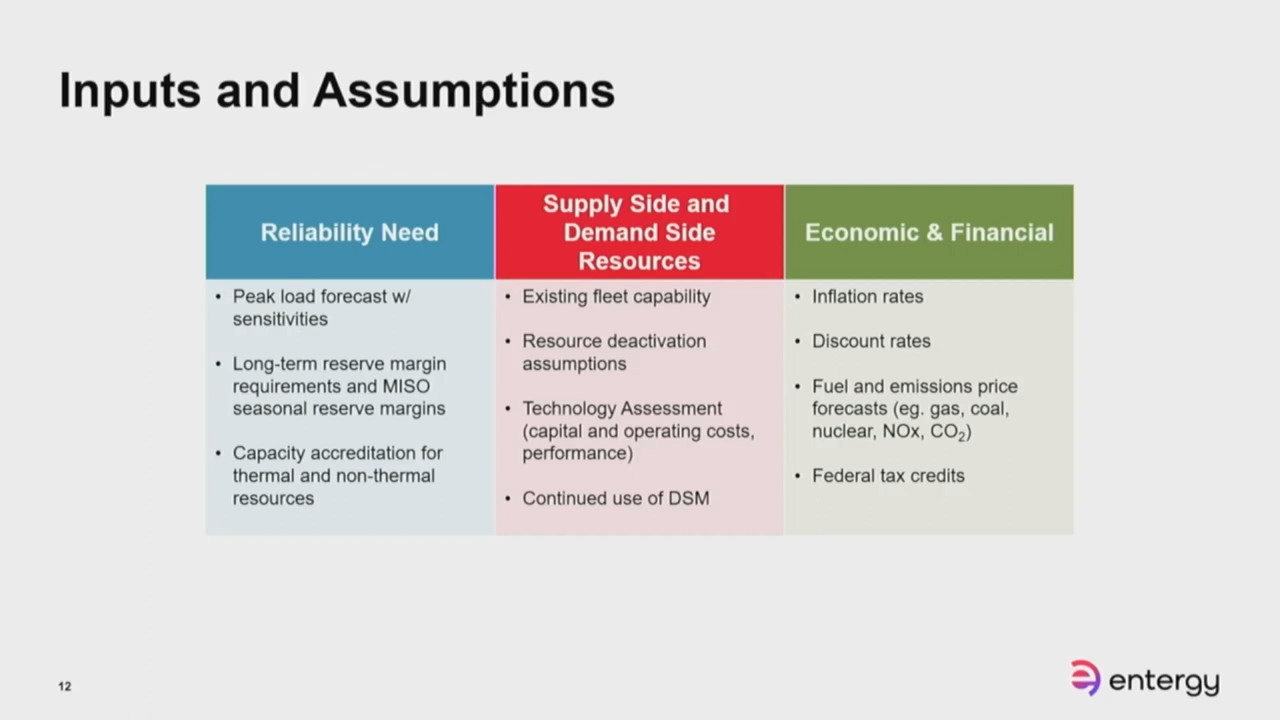 Inputs and Assumptions
Reliability Need
• Peak load forecast w/
sensitivities
• Long-term reserve margin
requirements and MISO
seasonal reserve margins
• Capacity accreditation for
thermal and non-thermal
resources
Supply Side and
Demand Side
Resources
• Existing fleet capability
• Resource deactivation
assumptions
• Technology Assessment
(capital and operating costs,
performance)
• Continued use of DSM
Economic & Financial
• Inflation rates
• Discount rates
• Fuel and emissions price
forecasts (eg. gas, coal,
nuclear, NOx, CO₂)
• Federal tax credits
12
entergy